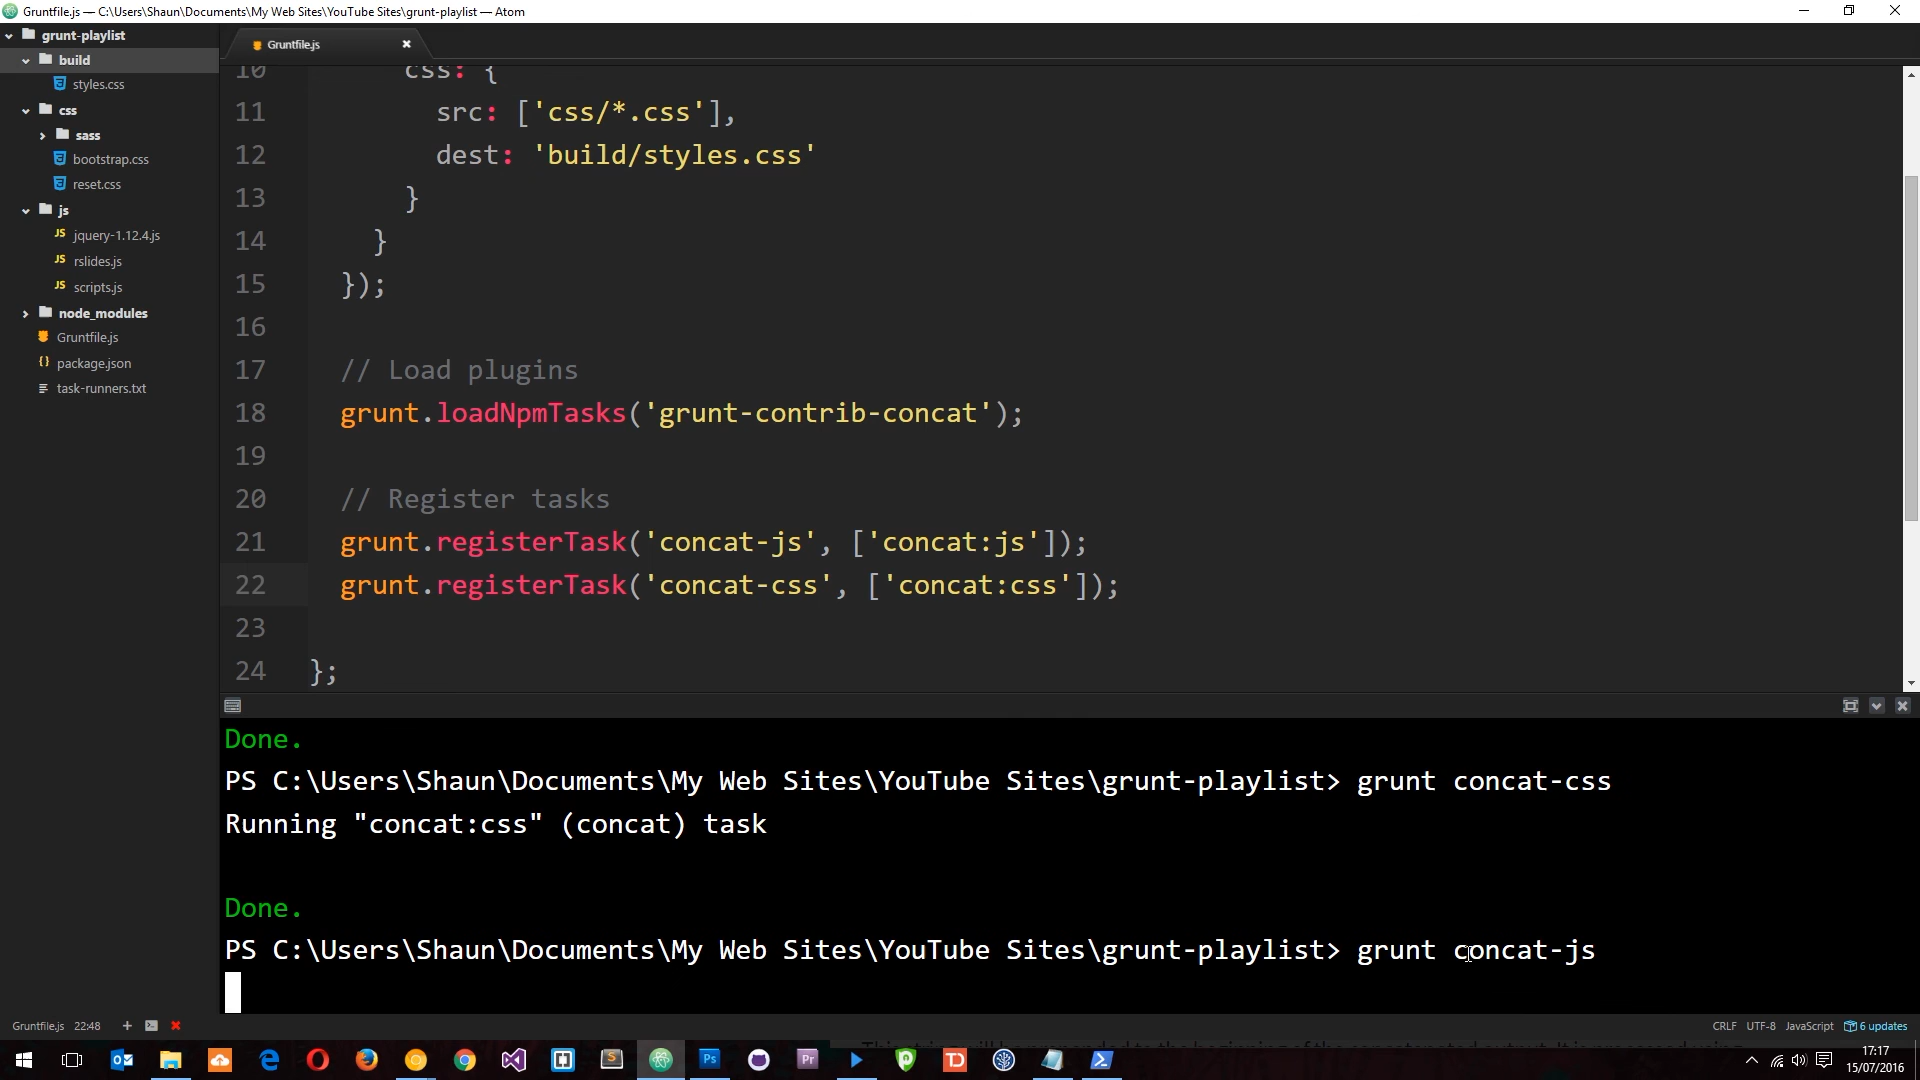 Gruntfile.js — C:\Users\Shaun\Documents\My Web Sites\YouTube Sites\grunt-playlist — Atom
grunt-playlist
build
styles.css
css
sass
bootstrap.css
reset.css
js
JS jquery-1.12.4.js
JS rslides.js
JS scripts.js
node_modules
Gruntfile.js
{} package.json
task-runners.txt
Gruntfile.js
10 css: {
11 src: ['css/*.css'],
12 dest: 'build/styles.css'
13 }
14 }
15 });
16
17 // Load plugins
18 grunt.loadNpmTasks('grunt-contrib-concat');
19
20 // Register tasks
21 grunt.registerTask('concat-js', ['concat:js']);
22 grunt.registerTask('concat-css', ['concat:css']);
23
24 };
Done.
PS C:\Users\Shaun\Documents\My Web Sites\YouTube Sites\grunt-playlist> grunt concat-css
Running "concat:css" (concat) task
Done.
PS C:\Users\Shaun\Documents\My Web Sites\YouTube Sites\grunt-playlist> grunt concat-js
Gruntfile.js 22:48
CRLF UTF-8 JavaScript 6 updates
Ps Pr
17:17
15/07/2016